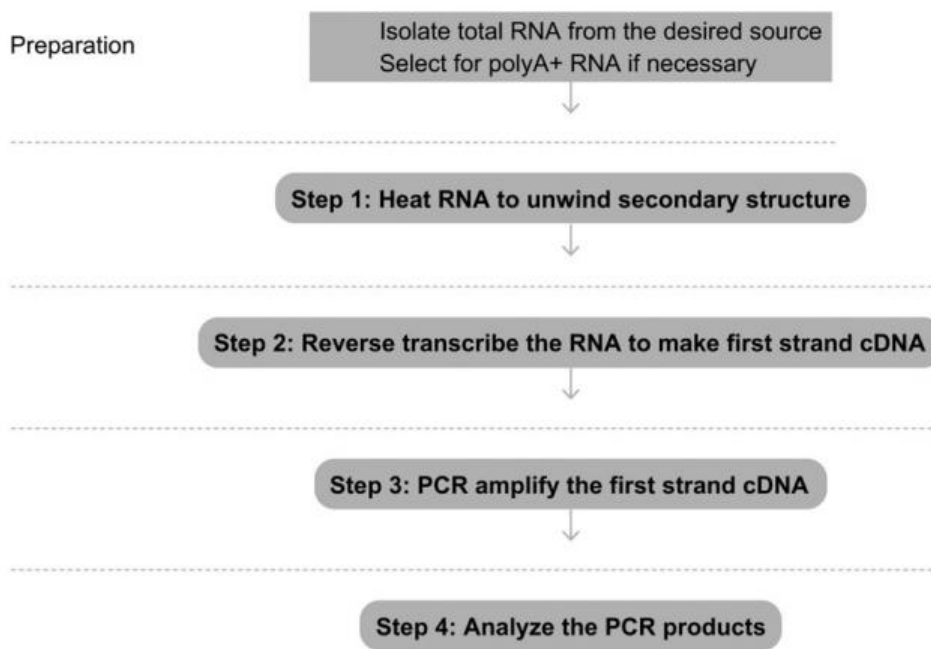 Preparation
Isolate total RNA from the desired source
Select for polyA+ RNA if necessary
Step 1: Heat RNA to unwind secondary structure
Step 2: Reverse transcribe the RNA to make first strand cDNA
Step 3: PCR amplify the first strand cDNA
Step 4: Analyze the PCR products